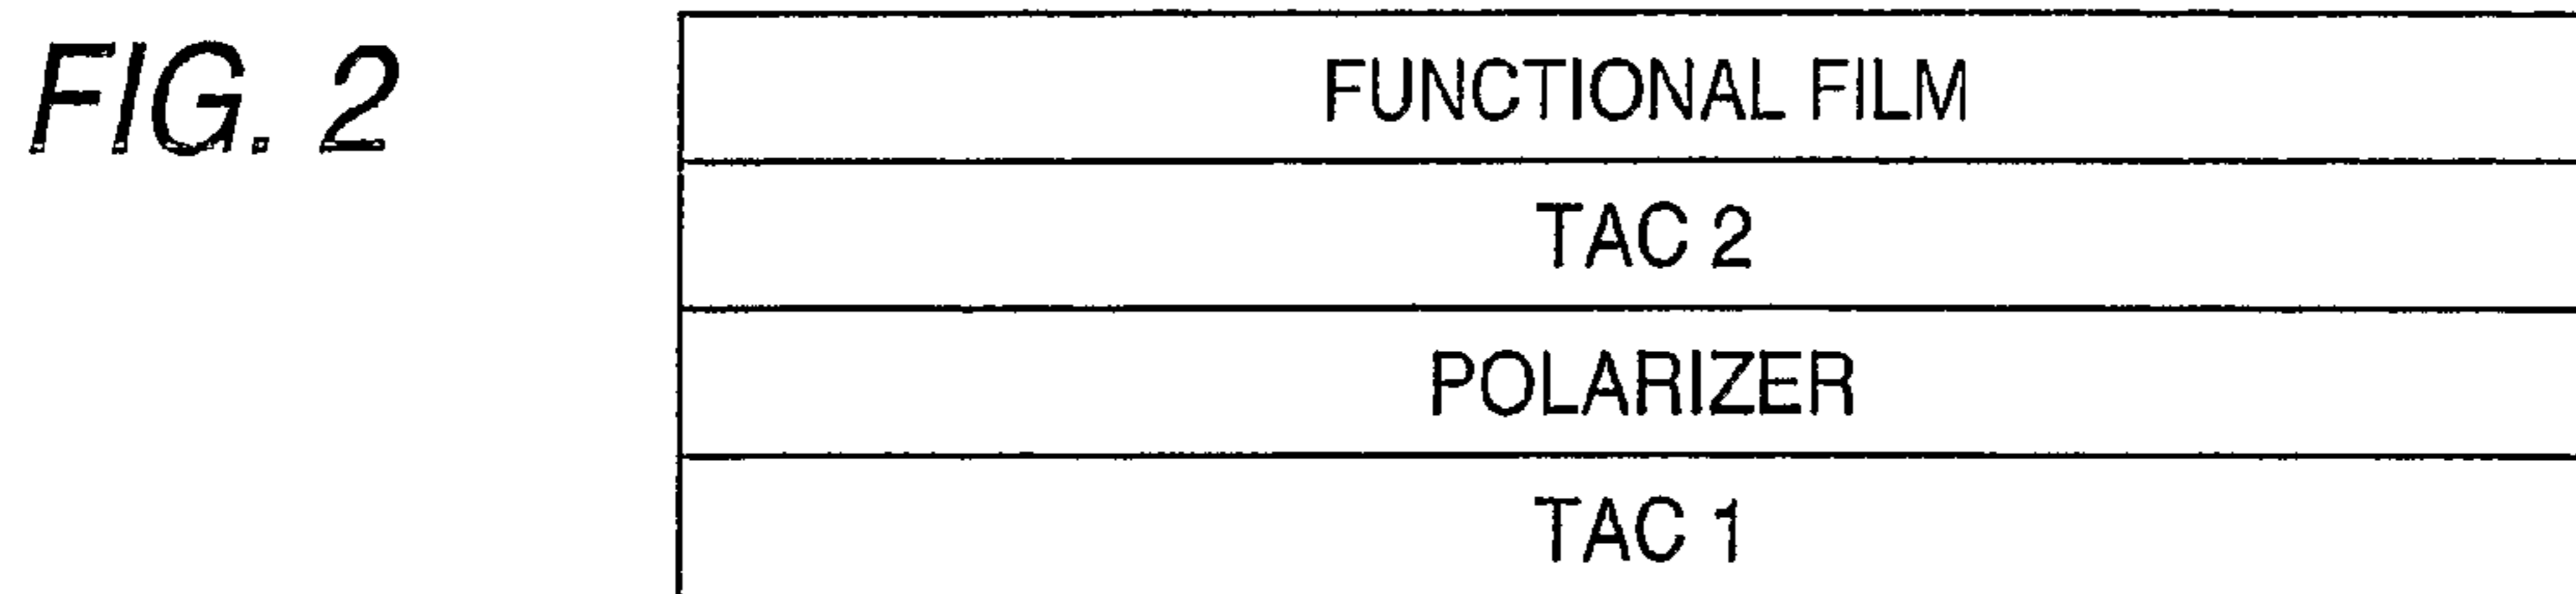 FIG. 2
FUNCTIONAL FILM
TAC 2
POLARIZER
TAC 1